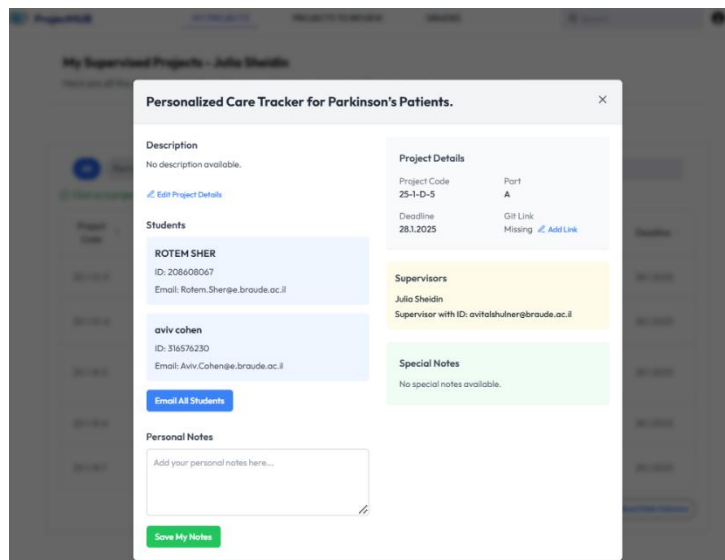 ProjectHUB
MY PROJECTS
PROJECTS TO REVIEW
GRADES
My Supervised Projects - Julia Sheidin
Personalized Care Tracker for Parkinson's Patients.
Description
No description available.
Edit Project Details
Students
ROTEM SHER
ID: 208608067
Email: Rotem.Sher@e.braude.ac.il
aviv cohen
ID: 316576230
Email: Aviv.Cohen@e.braude.ac.il
Email All Students
Personal Notes
Add your personal notes here...
Save My Notes
Project Details
Project Code
Part
25-1-D-5
A
Deadline
Git Link
28.1.2025
Missing Add Link
Supervisors
Julia Sheidin
Supervisor with ID: avitalshulner@braude.ac.il
Special Notes
No special notes available.
Project
Code
Deadline